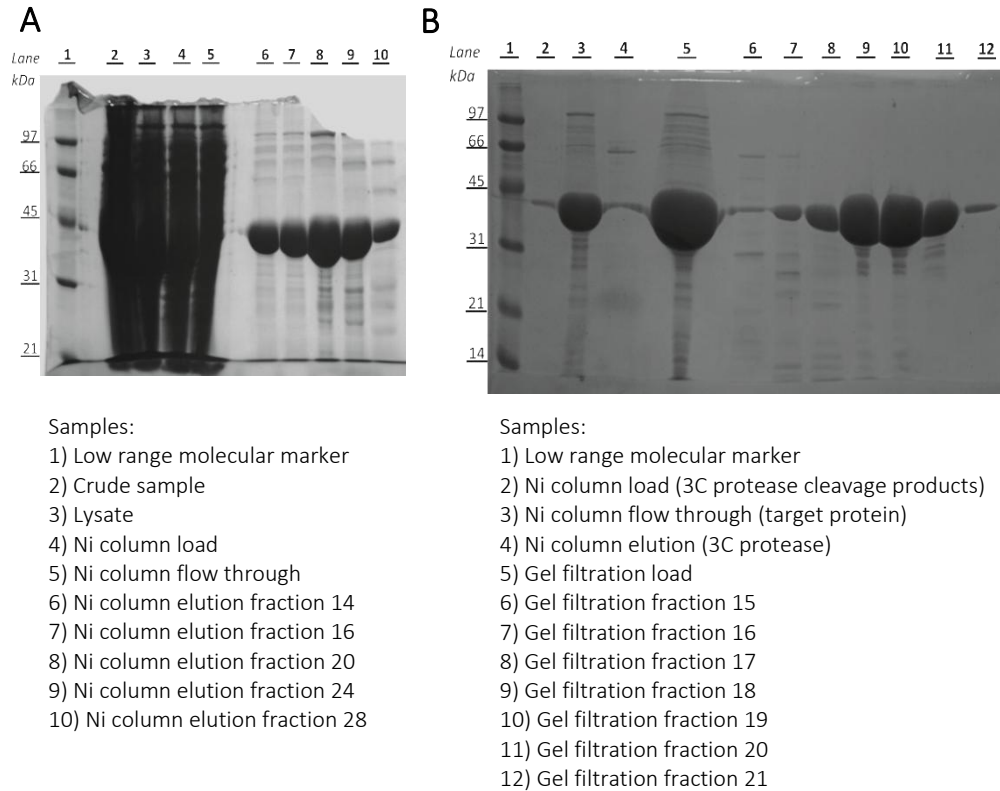 A
Lane 1 2 3 4 5 6 7 8 9 10
kDa
97
66
45
31
21
Samples:
1) Low range molecular marker
2) Crude sample
3) Lysate
4) Ni column load
5) Ni column flow through
6) Ni column elution fraction 14
7) Ni column elution fraction 16
8) Ni column elution fraction 20
9) Ni column elution fraction 24
10) Ni column elution fraction 28
B
Lane 1 2 3 4 5 6 7 8 9 10 11 12
kDa
97
66
45
31
21
14
Samples:
1) Low range molecular marker
2) Ni column load (3C protease cleavage products)
3) Ni column flow through (target protein)
4) Ni column elution (3C protease)
5) Gel filtration load
6) Gel filtration fraction 15
7) Gel filtration fraction 16
8) Gel filtration fraction 17
9) Gel filtration fraction 18
10) Gel filtration fraction 19
11) Gel filtration fraction 20
12) Gel filtration fraction 21